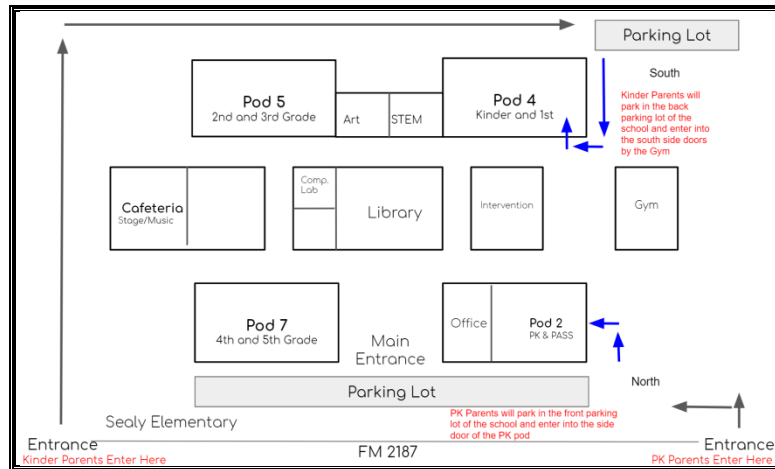 Parking Lot
South
Kinder Parents will
park in the back
parking lot of the
school and enter into
the south side doors
by the Gym
Pod 5
2nd and 3rd Grade
Art
STEM
Pod 4
Kinder and 1st
Cafeteria
Stage/Music
Comp.
Lab
Library
Intervention
Gym
Pod 7
4th and 5th Grade
Main
Entrance
Office
Pod 2
PK & PASS
North
Parking Lot
PK Parents will park in the front parking
lot of the school and enter into the side
door of the PK pod
Sealy Elementary
Entrance
Kinder Parents Enter Here
FM 2187
Entrance
PK Parents Enter Here